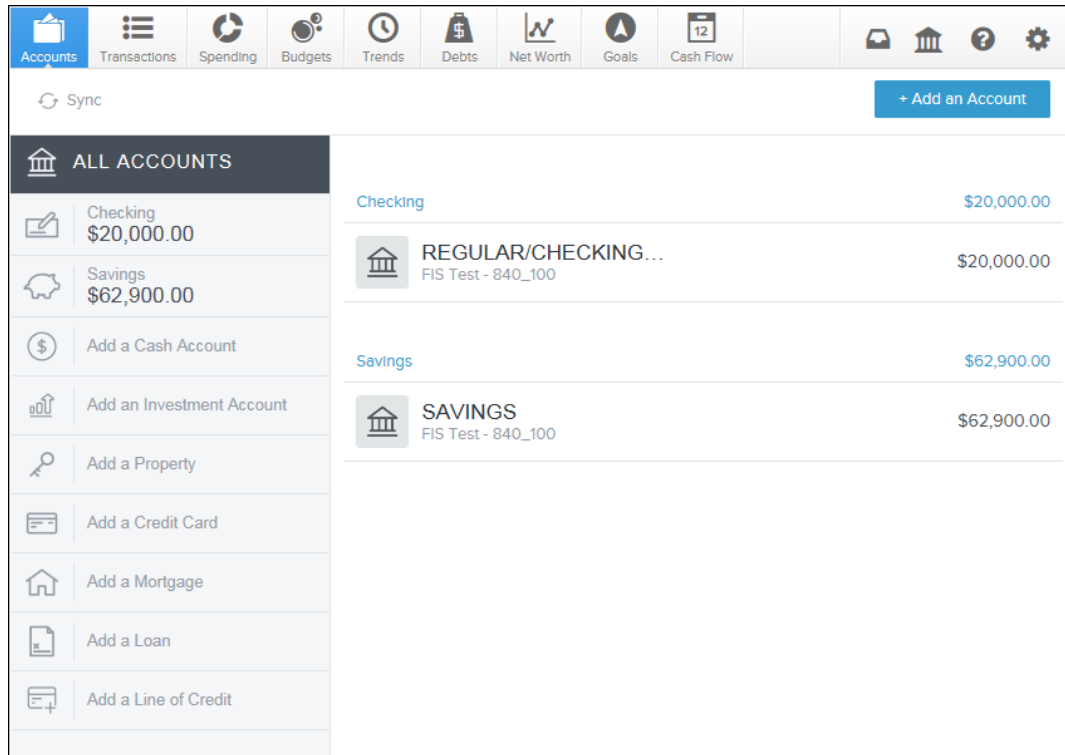 Accounts
Transactions
Spending
Budgets
Trends
Debts
Net Worth
Goals
12
Cash Flow
Sync
+ Add an Account
ALL ACCOUNTS
Checking
$20,000.00
Savings
$62,900.00
Add a Cash Account
Add an Investment Account
Add a Property
Add a Credit Card
Add a Mortgage
Add a Loan
Add a Line of Credit
Checking $20,000.00
REGULAR/CHECKING... $20,000.00
FIS Test - 840_100
Savings $62,900.00
SAVINGS $62,900.00
FIS Test - 840_100